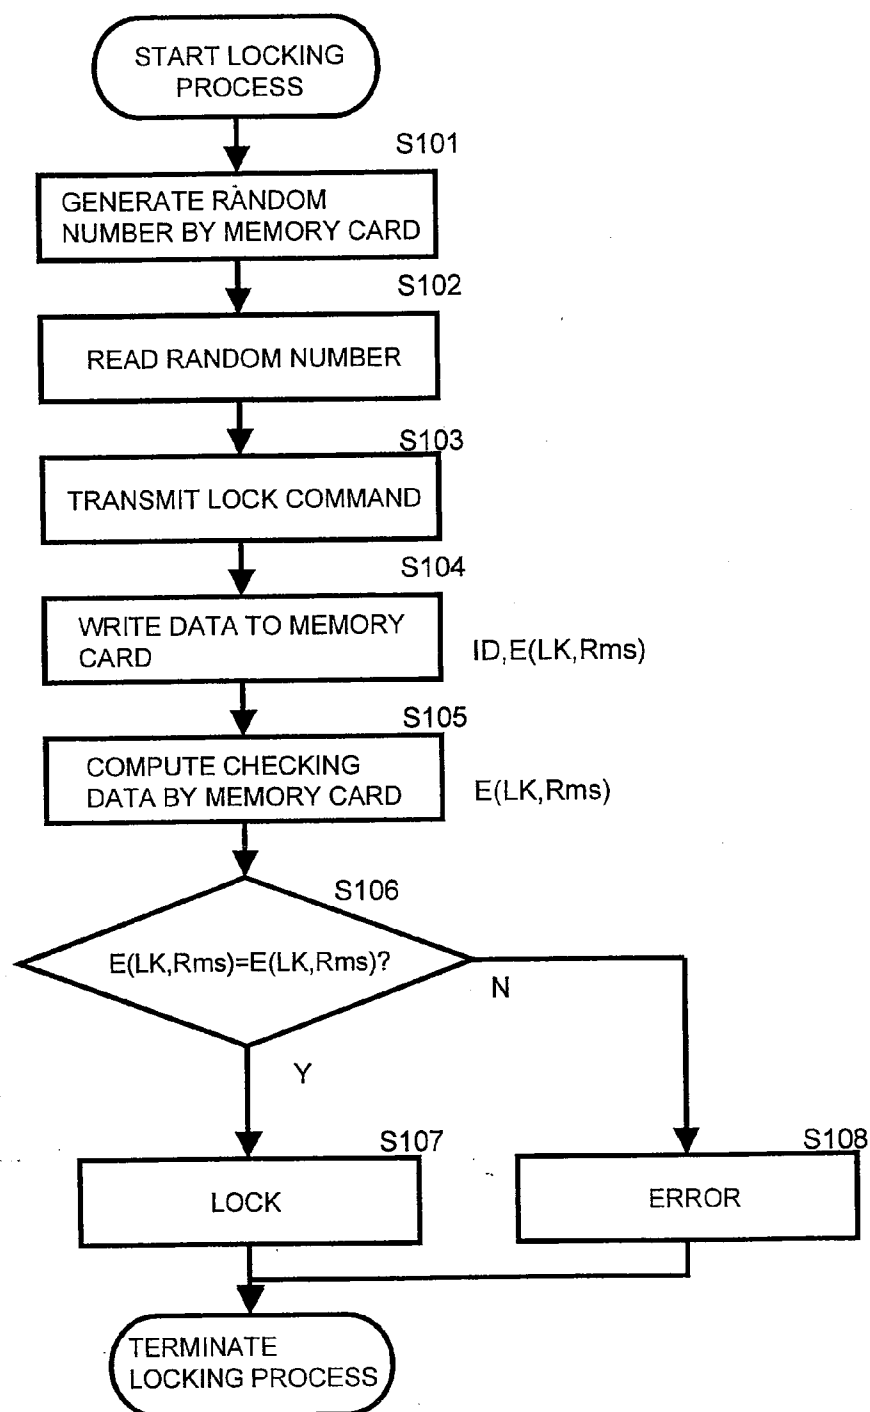 START LOCKING
PROCESS
S101
GENERATE RANDOM
NUMBER BY MEMORY CARD
S102
READ RANDOM NUMBER
S103
TRANSMIT LOCK COMMAND
S104
WRITE DATA TO MEMORY
CARD
ID,E(LK,Rms)
S105
COMPUTE CHECKING
DATA BY MEMORY CARD
E(LK,Rms)
S106
E(LK,Rms)=E(LK,Rms)?
N
Y
S107
LOCK
S108
ERROR
TERMINATE
LOCKING PROCESS